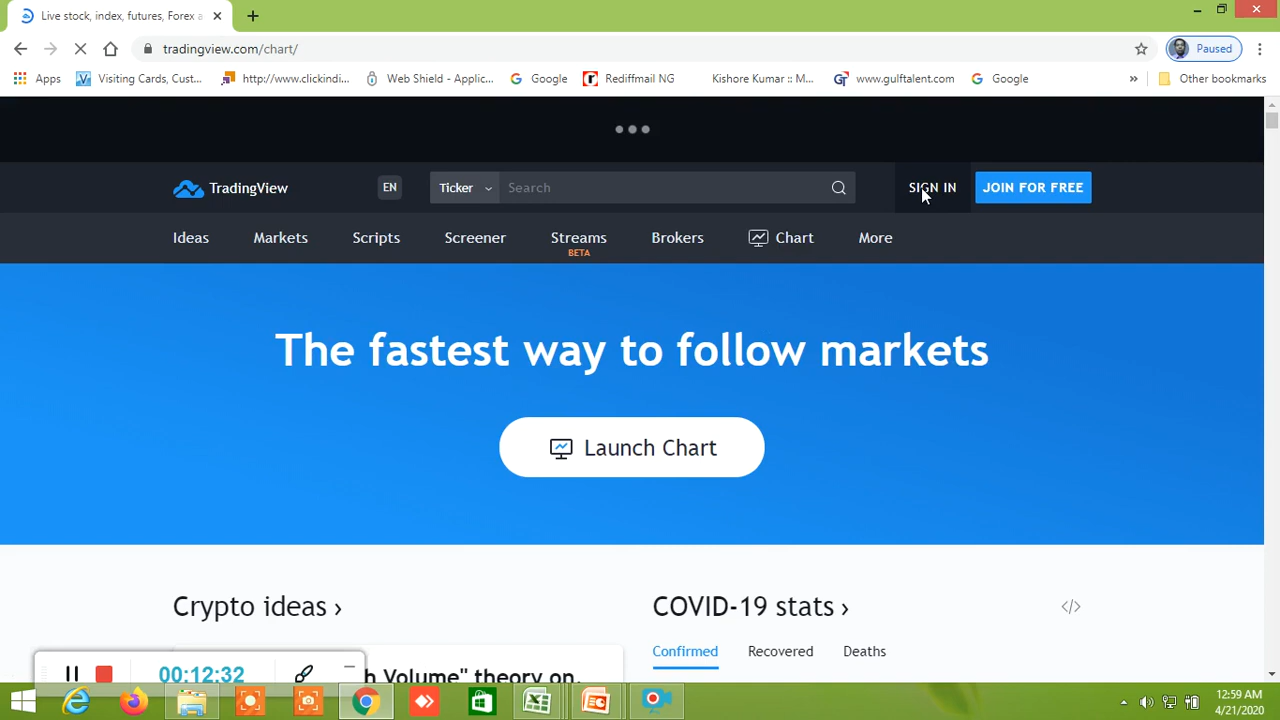 Live stock, index, futures, Forex a
tradingview.com/chart/
Paused
Apps
Visiting Cards, Cust...
http://www.clickindi...
Web Shield - Applic...
Google
Rediffmail NG
Kishore Kumar :: M...
www.gulftalent.com
Google
»
Other bookmarks
TradingView
EN
Ticker
Search
SIGN IN
JOIN FOR FREE
Ideas
Markets
Scripts
Screener
Streams
BETA
Brokers
Chart
More
The fastest way to follow markets
Launch Chart
Crypto ideas ›
COVID-19 stats ›
</>
Confirmed
Recovered
Deaths
00:12:32
h Volume" theory on.
12:59 AM
4/21/2020